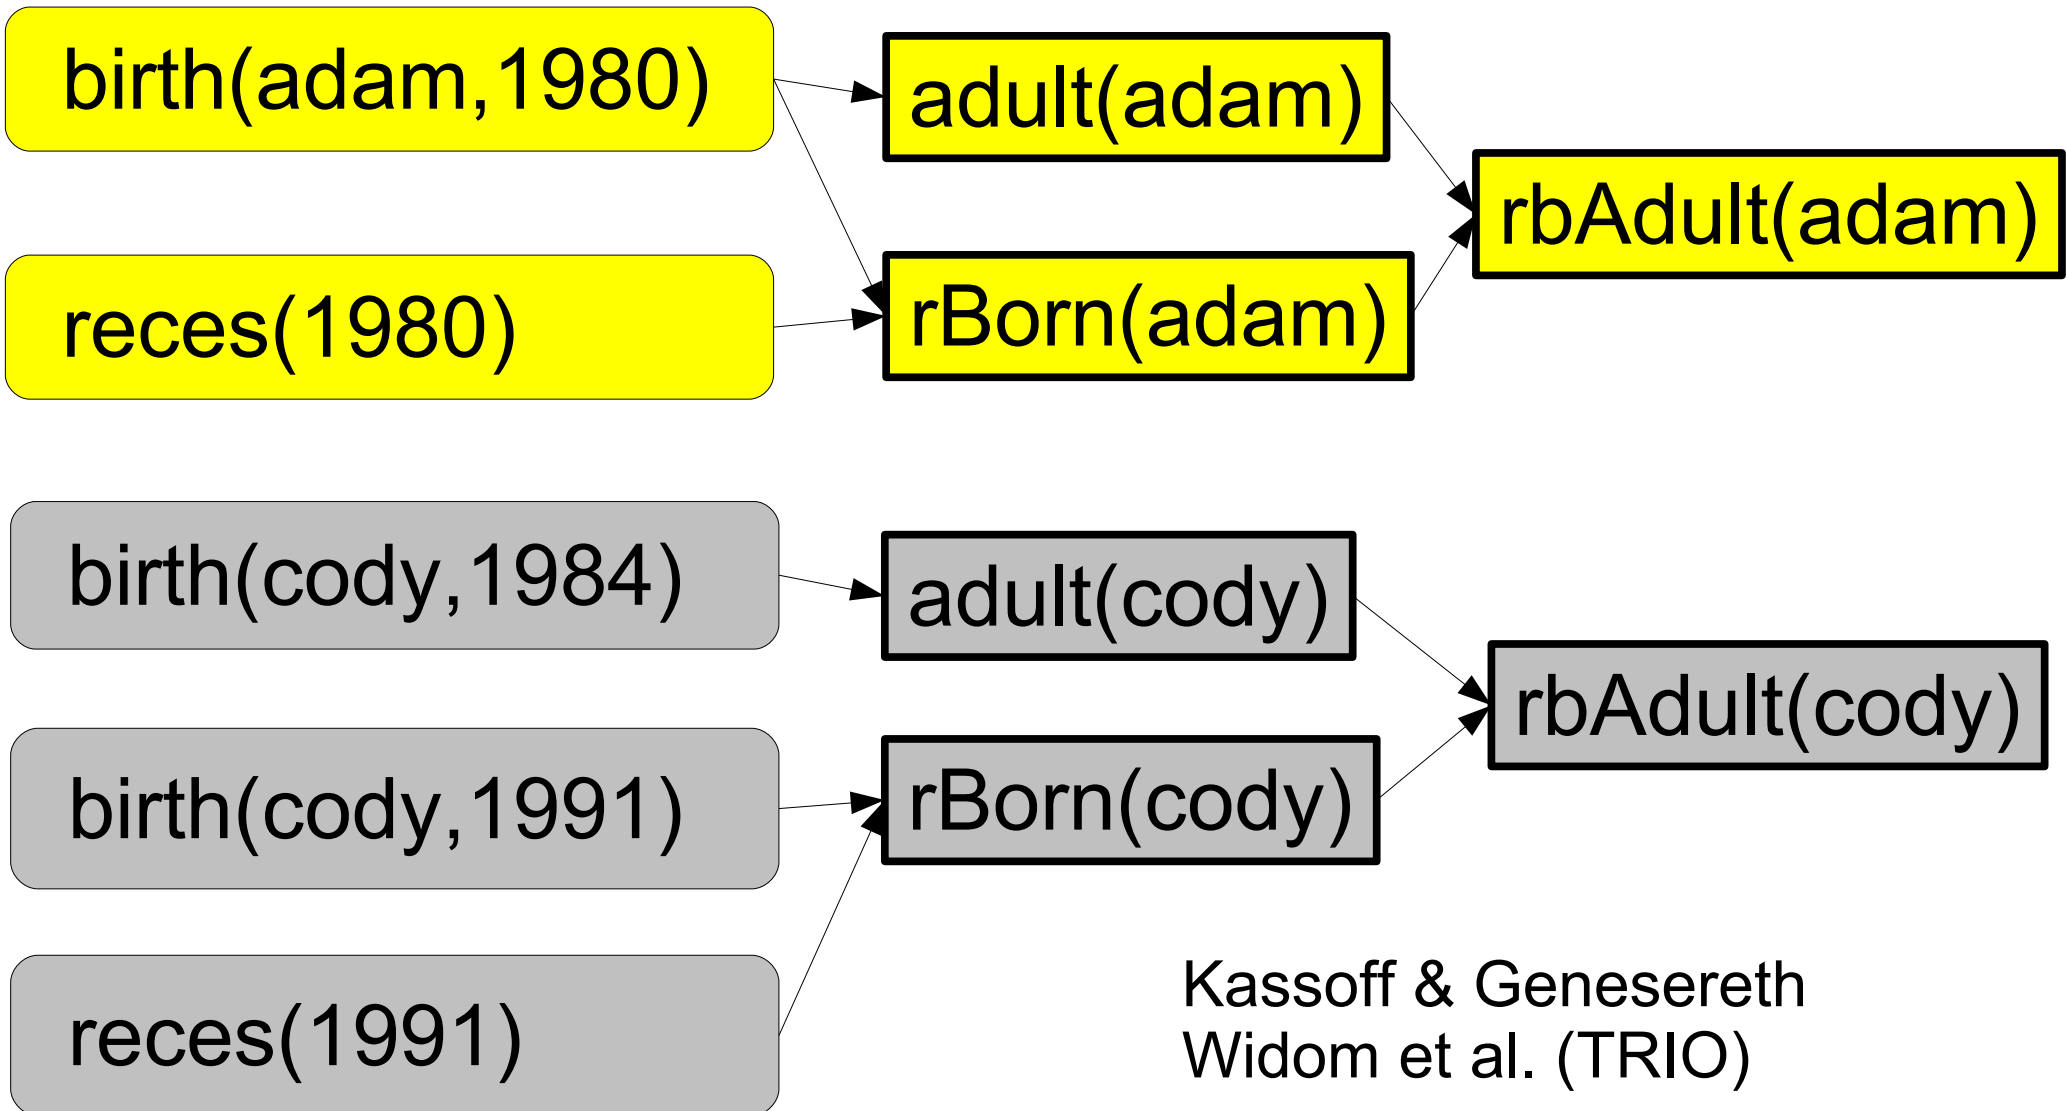 birth(adam,1980)
adult(adam)
rbAdult(adam)
reces(1980)
rBorn(adam)
birth(cody,1984)
adult(cody)
rbAdult(cody)
birth(cody,1991)
rBorn(cody)
reces(1991)
Kassoff & Genesereth
Widom et al. (TRIO)